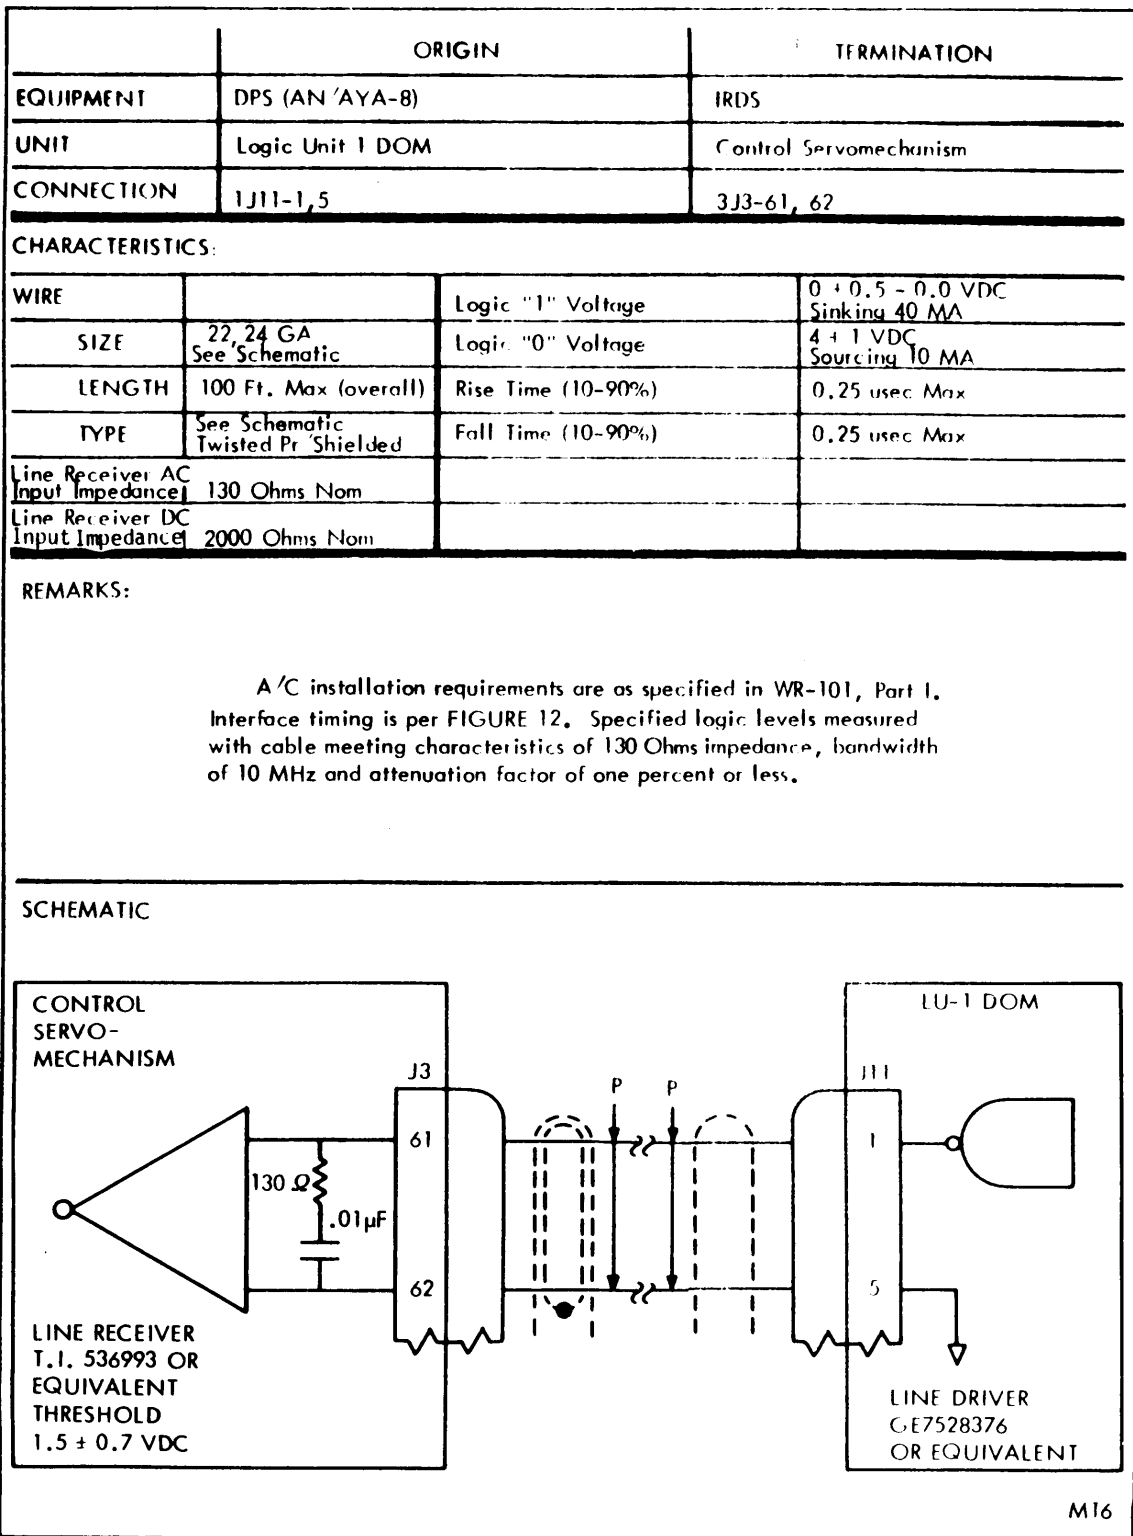 ORIGIN TERMINATION
EQUIPMENT DPS (AN/AYA-8) IRDS
UNIT Logic Unit 1 DOM Control Servomechanism
CONNECTION 1J11-1,5 3J3-61, 62
CHARACTERISTICS:
WIRE Logic "1" Voltage 0 + 0.5 - 0.0 VDC
Sinking 40 MA
SIZE 22, 24 GA
See Schematic
Logic "0" Voltage 4 + 1 VDC
Sourcing 10 MA
LENGTH 100 Ft. Max (overall) Rise Time (10-90%) 0.25 usec Max
TYPE See Schematic
Twisted Pr/Shielded
Fall Time (10-90%) 0.25 usec Max
Line Receiver AC
Input Impedance 130 Ohms Nom
Line Receiver DC
Input Impedance 2000 Ohms Nom
REMARKS:
A/C installation requirements are as specified in WR-101, Part I.
Interface timing is per FIGURE 12. Specified logic levels measured
with cable meeting characteristics of 130 Ohms impedance, bandwidth
of 10 MHz and attenuation factor of one percent or less.
SCHEMATIC
CONTROL
SERVO-
MECHANISM
J3
61
130 Ω
.01µF
62
LINE RECEIVER
T.I. 536993 OR
EQUIVALENT
THRESHOLD
1.5 ± 0.7 VDC
P P
LU-1 DOM
J11
1
5
LINE DRIVER
GE7528376
OR EQUIVALENT
M16